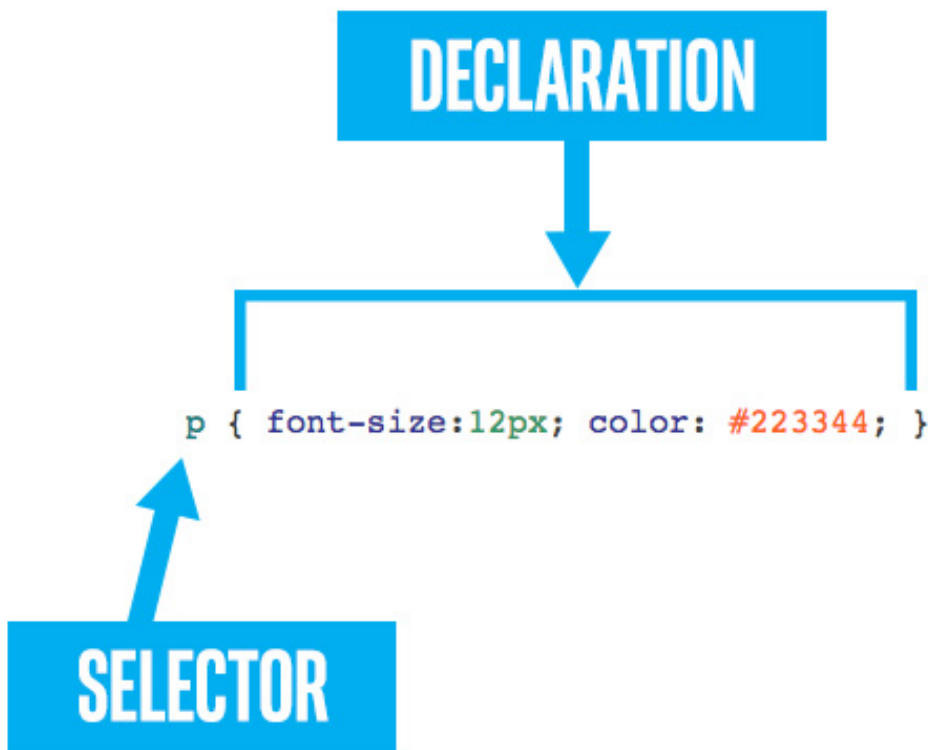 DECLARATION
p { font-size:12px; color: #223344; }
SELECTOR